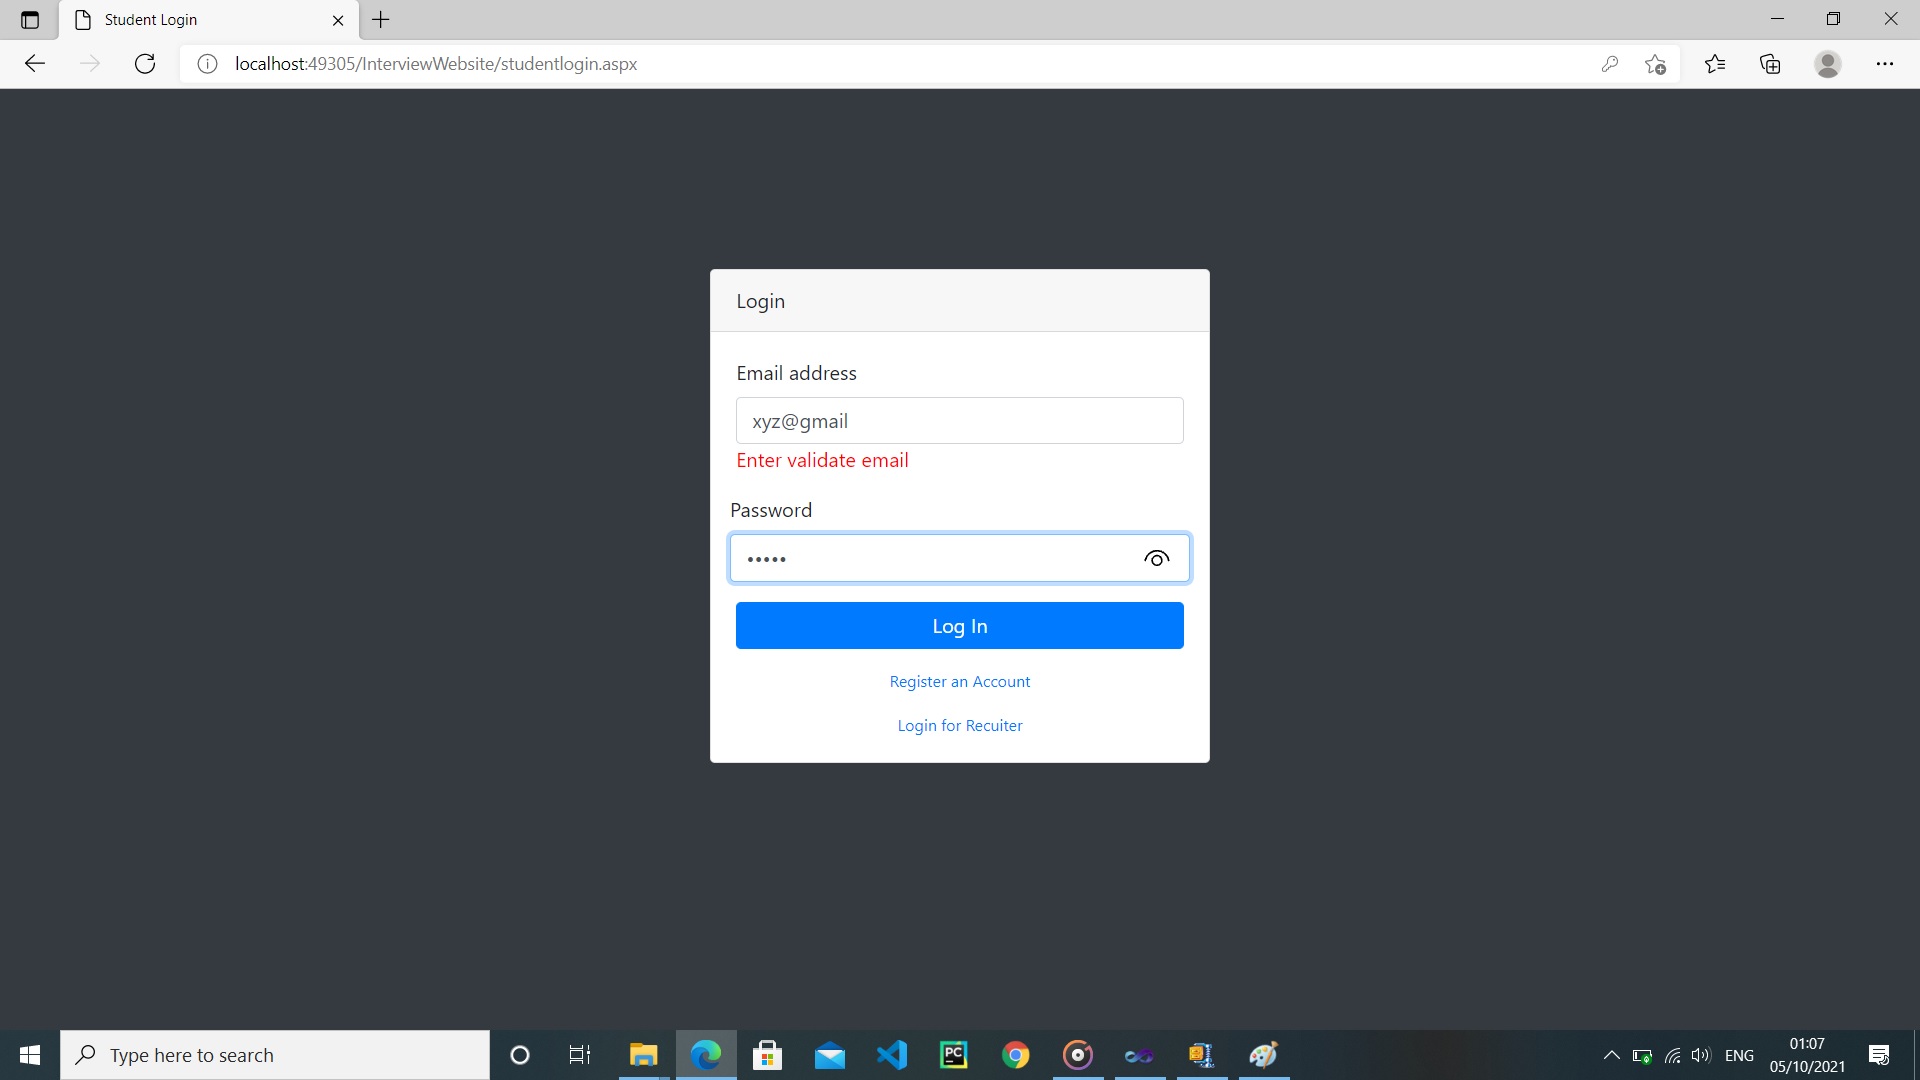 Student Login
localhost:49305/InterviewWebsite/studentlogin.aspx
Login
Email address
xyz@gmail
Enter validate email
Password
•••••
Log In
Register an Account
Login for Recuiter
Type here to search
PC
ENG
01:07
05/10/2021